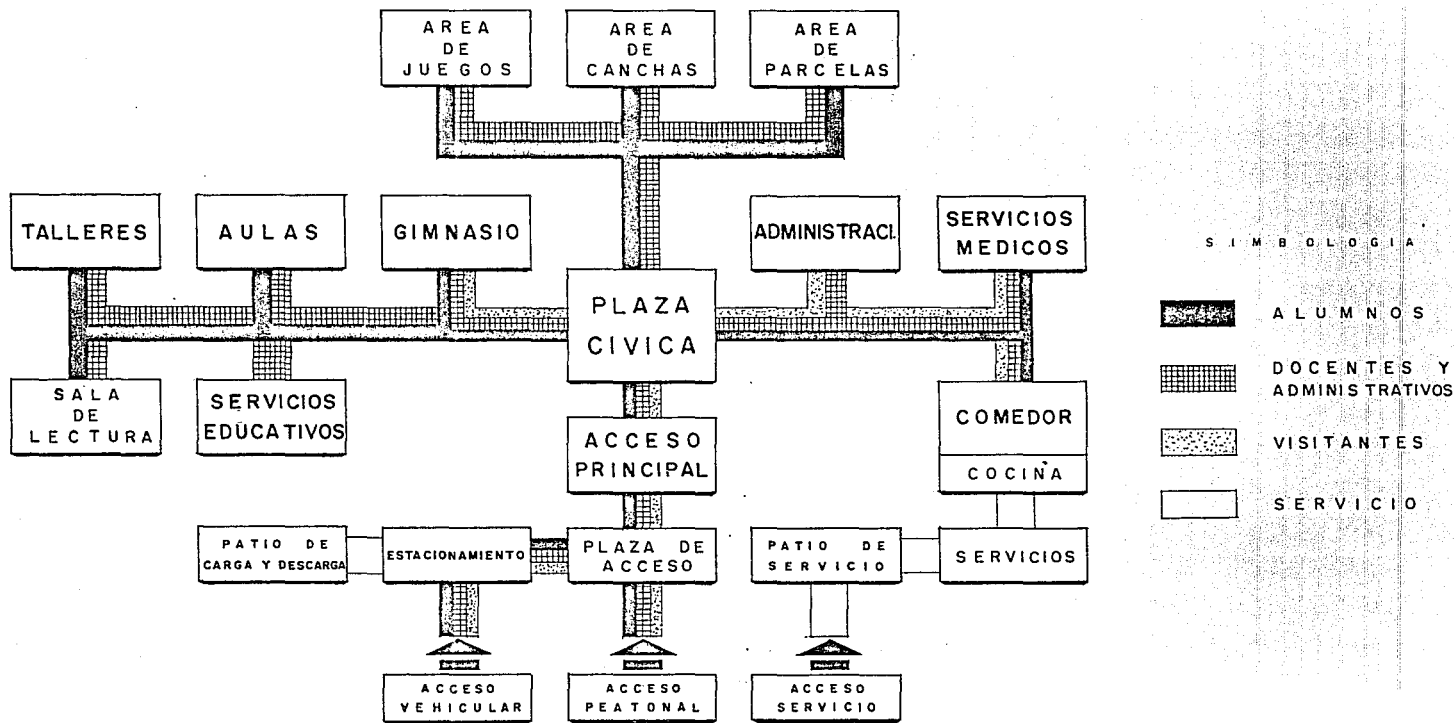 AREA
DE
JUEGOS
AREA
DE
CANCHAS
AREA
DE
PARCELAS
TALLERES
AULAS
GIMNASIO
ADMINISTRACI.
SERVICIOS
MEDICOS
SIMBOLOGIA
PLAZA
CIVICA
ALUMNOS
DOCENTES Y
ADMINISTRATIVOS
VISITANTES
SERVICIO
SALA
DE
LECTURA
SERVICIOS
EDUCATIVOS
ACCESO
PRINCIPAL
COMEDOR
COCINA
PATIO DE
CARGA Y DESCARGA
ESTACIONAMIENTO
PLAZA DE
ACCESO
PATIO DE
SERVICIO
SERVICIOS
ACCESO
VEHICULAR
ACCESO
PEATONAL
ACCESO
SERVICIO